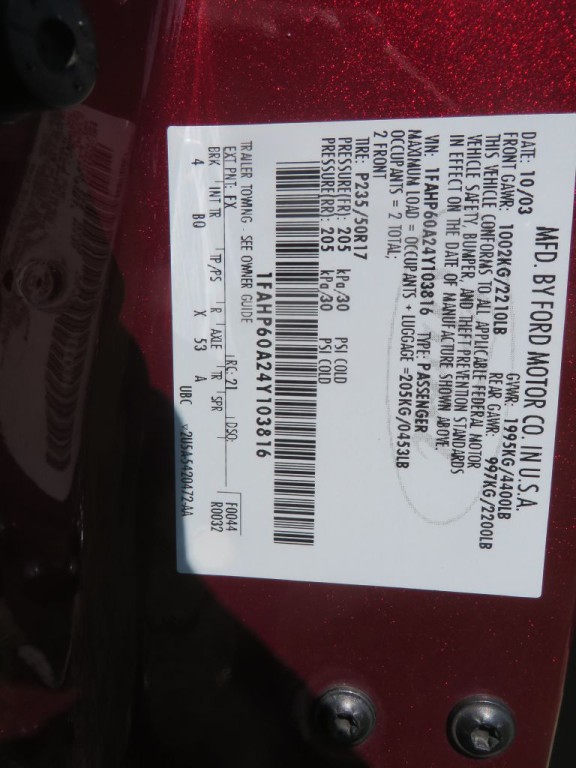 MFD. BY FORD MOTOR CO. IN U.S.A.
DATE: 10/03 GVWR: 1995KG/4400LB
FRONT GAWR: 1002KG/2210LB REAR GAWR: 997KG/2200LB
THIS VEHICLE CONFORMS TO ALL APPLICABLE FEDERAL MOTOR
VEHICLE SAFETY, BUMPER, AND THEFT PREVENTION STANDARDS
IN EFFECT ON THE DATE OF MANUFACTURE SHOWN ABOVE.
VIN: 1FAHP60A24Y103816 TYPE: PASSENGER
MAXIMUM LOAD = OCCUPANTS + LUGGAGE = 205KG/0453LB
OCCUPANTS = 2 TOTAL;
2 FRONT
TIRE: P235/50R17
PRESSURE(FR): 205 kPa/30 PSI COLD
PRESSURE(RR): 205 kPa/30 PSI COLD
1FAHP60A24Y103816
TRAILER TOWING - SEE OWNER GUIDE
EXT PNT: EX RC: 21 DSO: F0044
BRK INT TR TP/PS R AXLE TR SPR R0032
4 BQ X 53 A
UBC